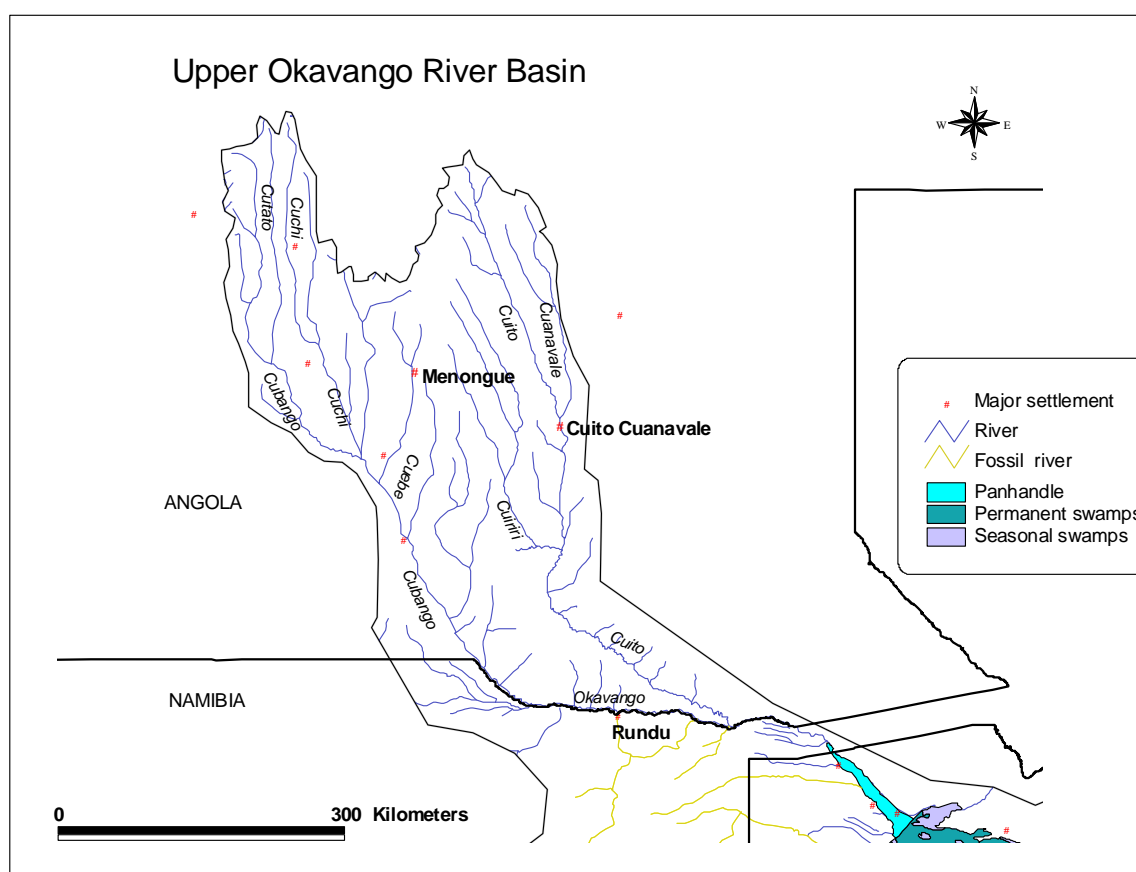 Upper Okavango River Basin
N
W
E
S
Cutato
Cuchi
Cuito
Cuanavale
Cubango
Cuchi
Menongue
Cuito Cuanavale
Cuebe
Cuiriri
ANGOLA
Cubango
Cuito
NAMIBIA
Okavango
Rundu
# Major settlement
River
Fossil river
Panhandle
Permanent swamps
Seasonal swamps
0 300 Kilometers